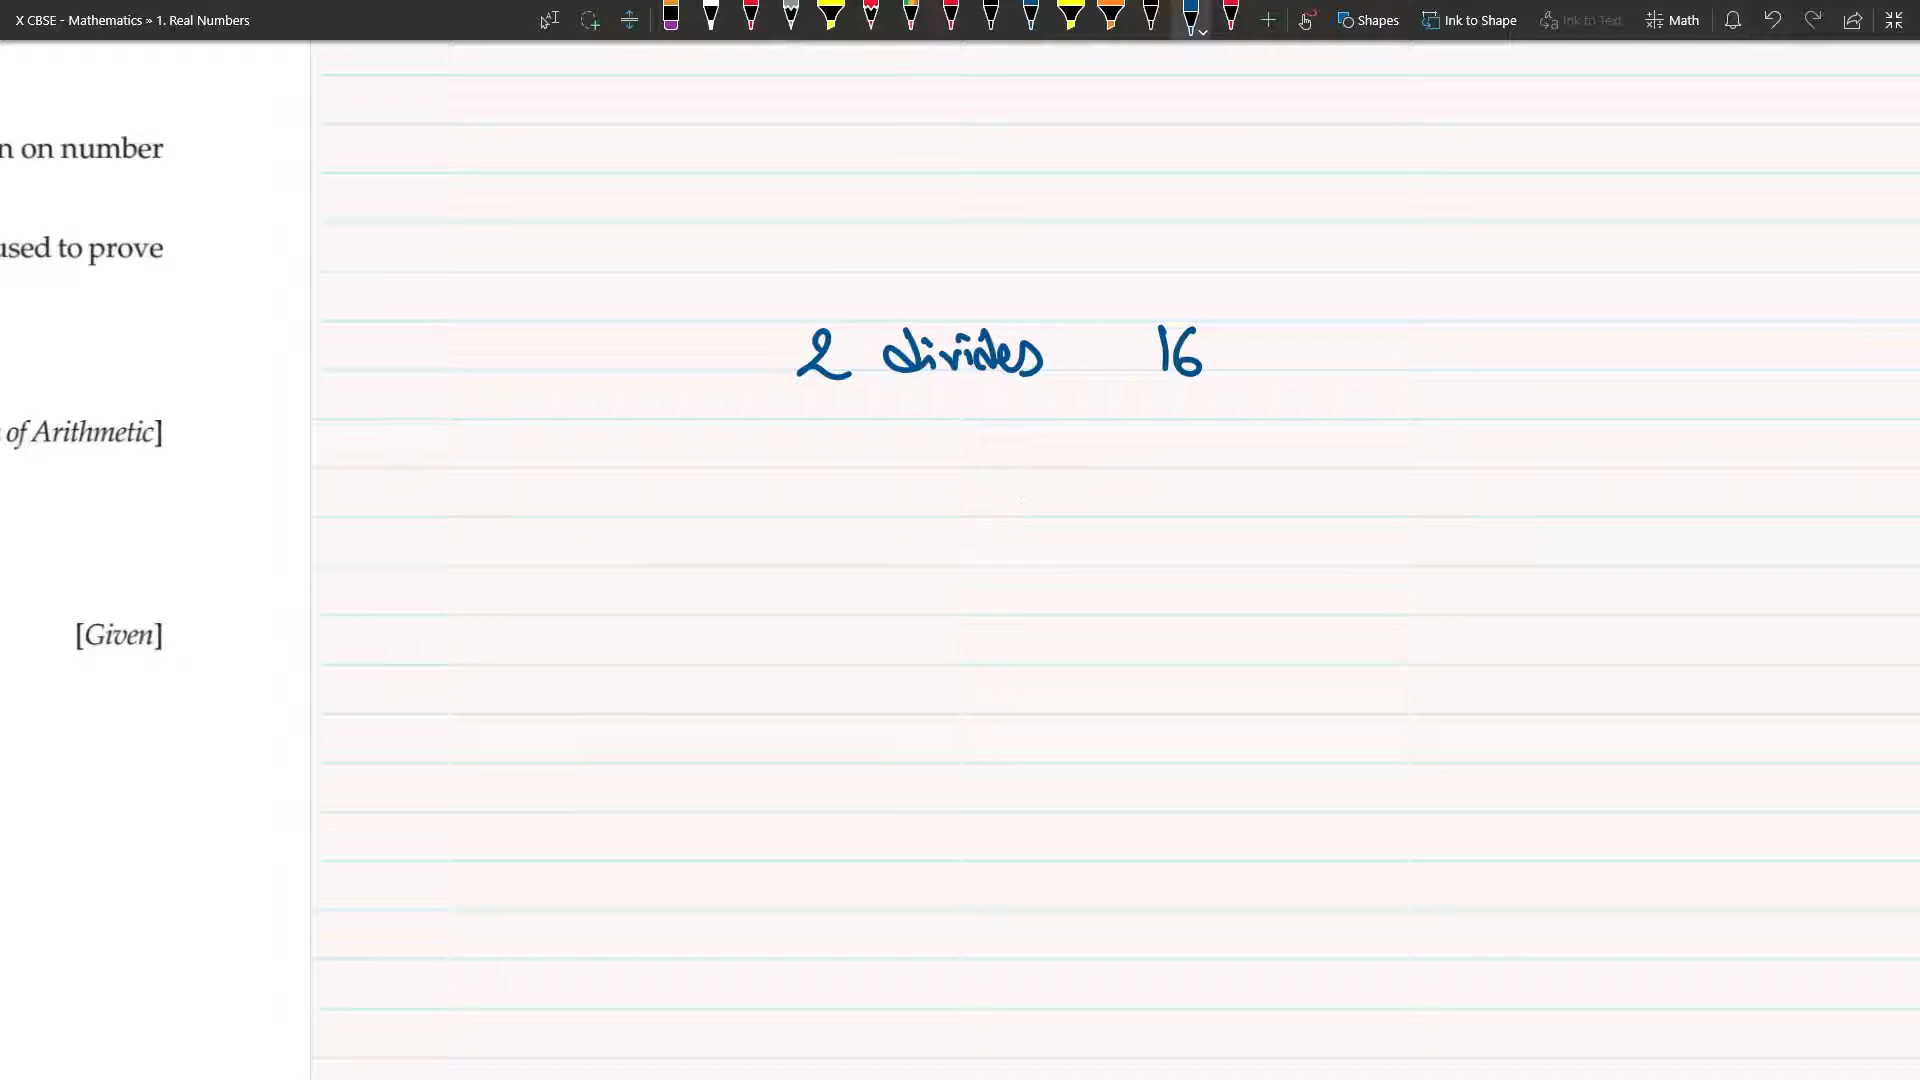 X CBSE - Mathematics » 1. Real Numbers
Shapes
Ink to Shape
Ink to Text
Math
n on number
used to prove
2 divides 16
of Arithmetic]
[Given]